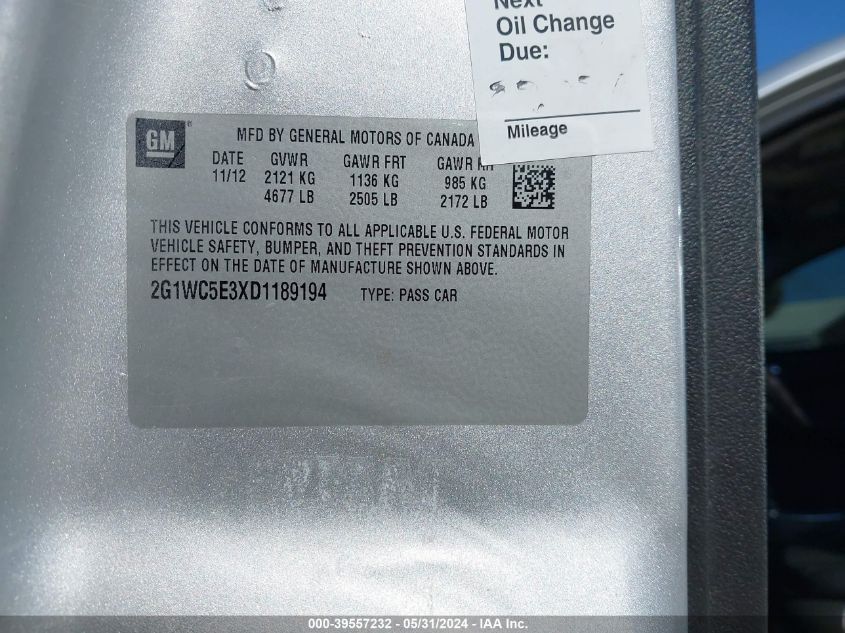 Next
Oil Change
Due:
Mileage
GM
MFD BY GENERAL MOTORS OF CANADA
DATE GVWR GAWR FRT GAWR RR
11/12 2121 KG 1136 KG 985 KG
4677 LB 2505 LB 2172 LB
THIS VEHICLE CONFORMS TO ALL APPLICABLE U.S. FEDERAL MOTOR
VEHICLE SAFETY, BUMPER, AND THEFT PREVENTION STANDARDS IN
EFFECT ON THE DATE OF MANUFACTURE SHOWN ABOVE.
2G1WC5E3XD1189194 TYPE: PASS CAR
000-39557232 - 05/31/2024 - IAA Inc.